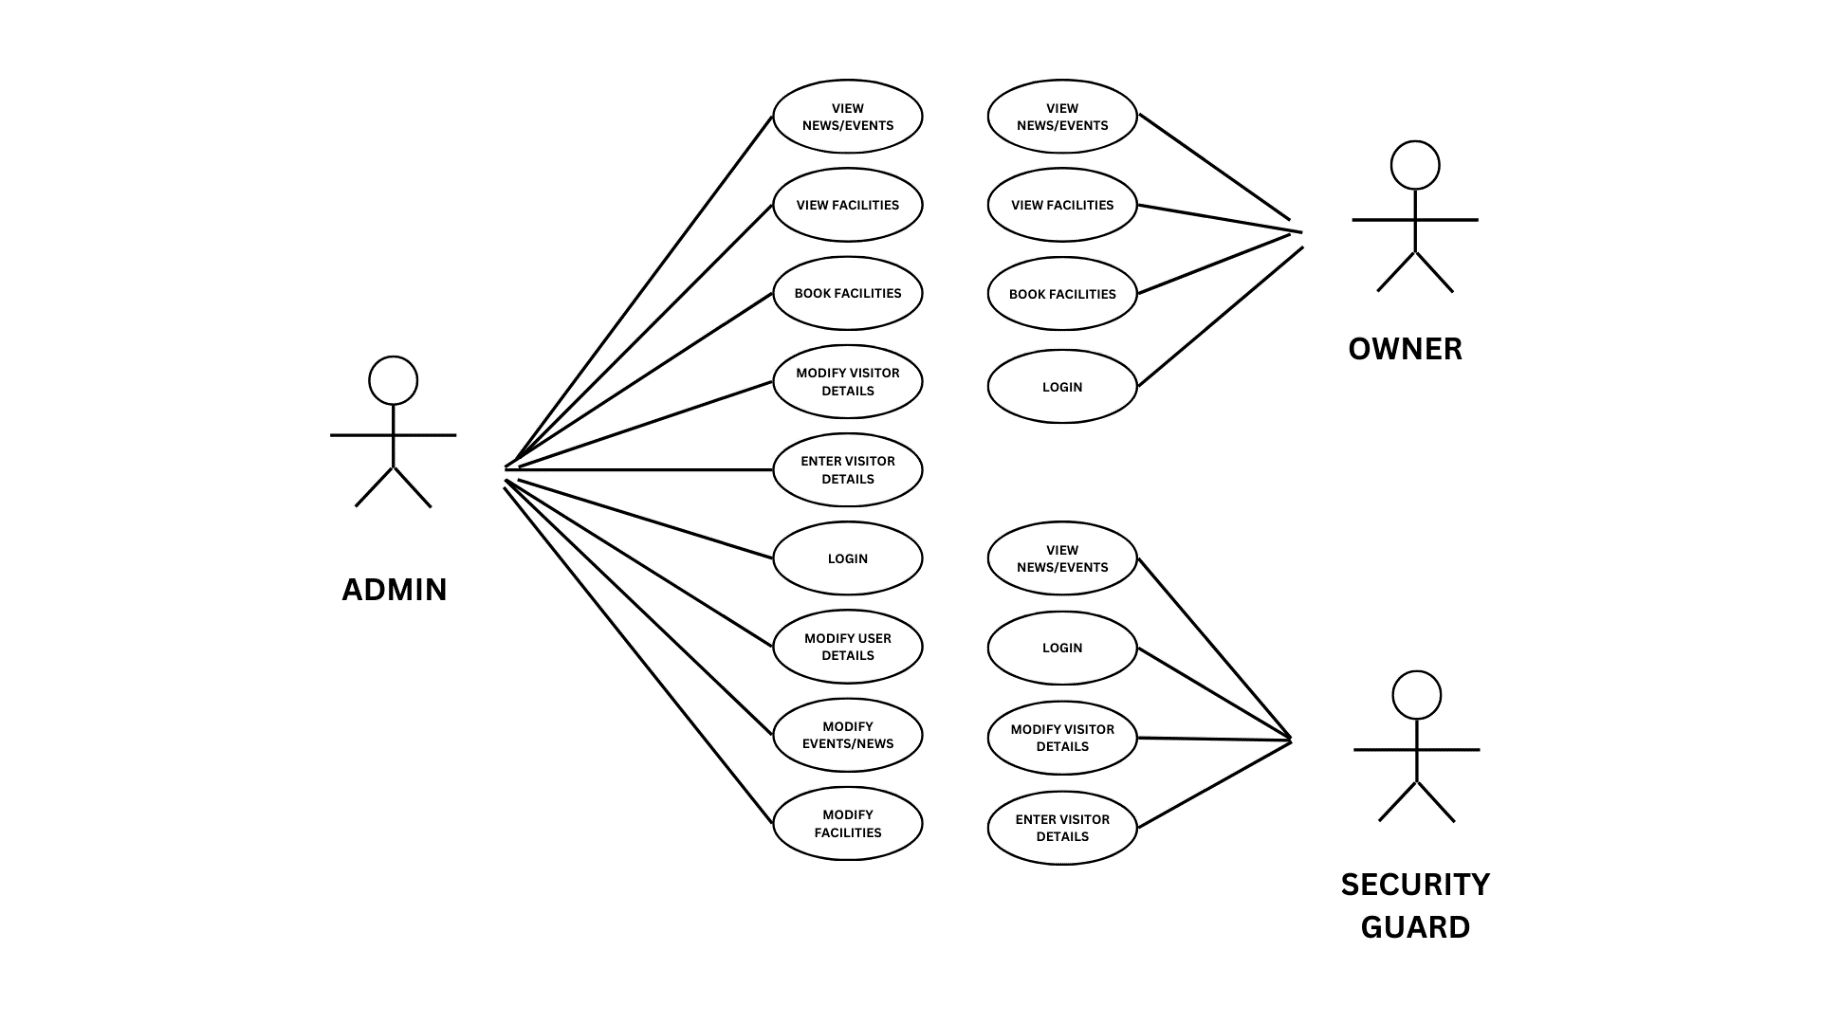 VIEW
NEWS/EVENTS
VIEW FACILITIES
BOOK FACILITIES
MODIFY VISITOR
DETAILS
ENTER VISITOR
DETAILS
LOGIN
MODIFY USER
DETAILS
MODIFY
EVENTS/NEWS
MODIFY
FACILITIES
ADMIN
VIEW
NEWS/EVENTS
VIEW FACILITIES
BOOK FACILITIES
LOGIN
OWNER
VIEW
NEWS/EVENTS
LOGIN
MODIFY VISITOR
DETAILS
ENTER VISITOR
DETAILS
SECURITY
GUARD